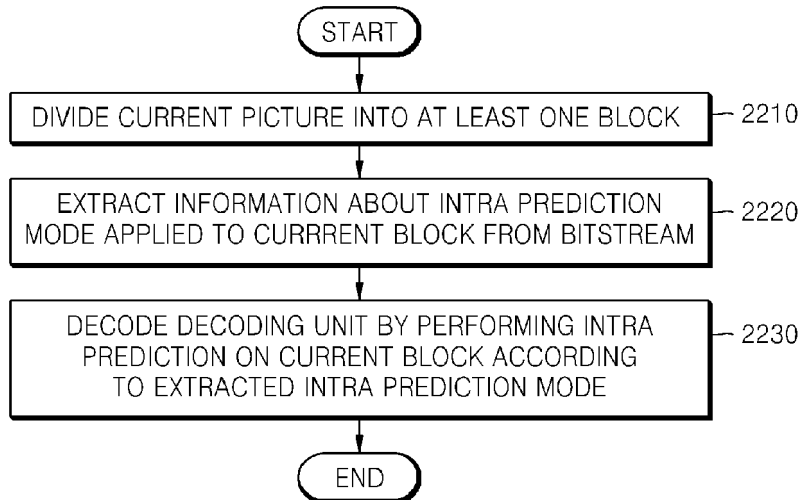 START
DIVIDE CURRENT PICTURE INTO AT LEAST ONE BLOCK
2210
EXTRACT INFORMATION ABOUT INTRA PREDICTION
MODE APPLIED TO CURRRENT BLOCK FROM BITSTREAM
2220
DECODE DECODING UNIT BY PERFORMING INTRA
PREDICTION ON CURRENT BLOCK ACCORDING
TO EXTRACTED INTRA PREDICTION MODE
2230
END